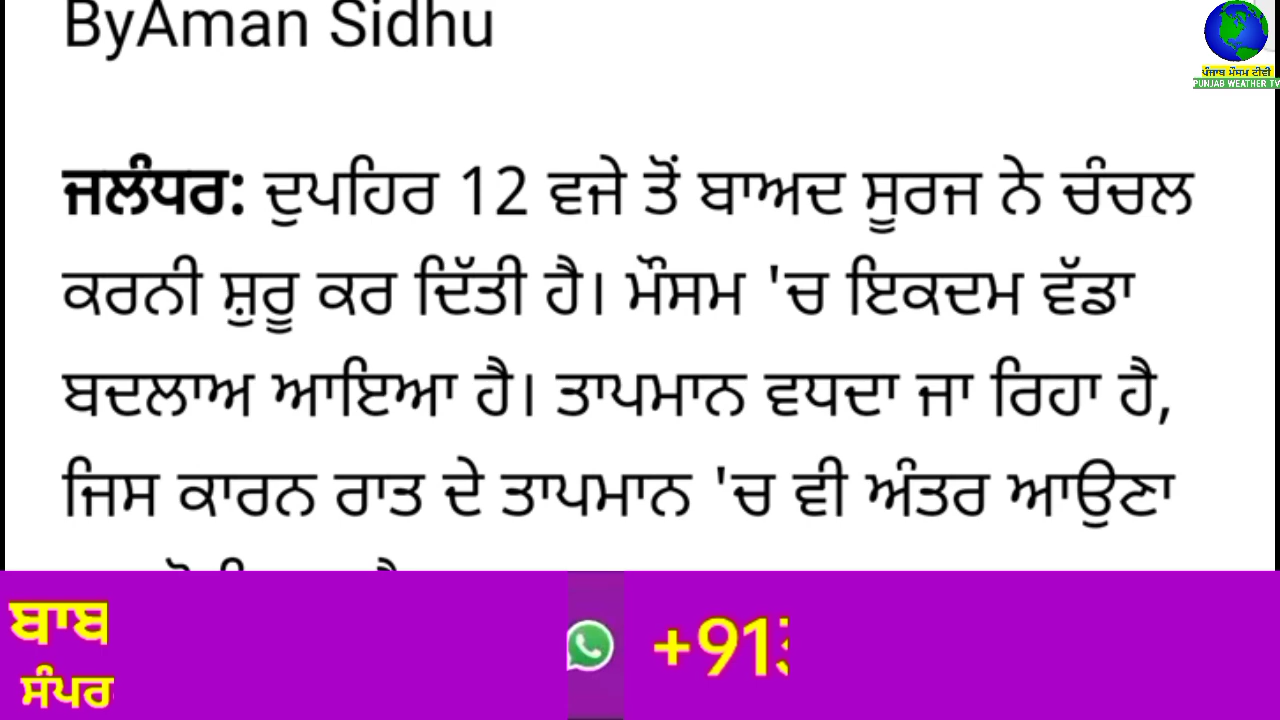 ByAman Sidhu
ਪੰਜਾਬ ਮੌਸਮ ਟੀਵੀ
PUNJAB WEATHER TV
ਜਲੰਧਰ: ਦੁਪਹਿਰ 12 ਵਜੇ ਤੋਂ ਬਾਅਦ ਸੂਰਜ ਨੇ ਚੰਚਲ
ਕਰਨੀ ਸ਼ੁਰੂ ਕਰ ਦਿੱਤੀ ਹੈ। ਮੌਸਮ 'ਚ ਇਕਦਮ ਵੱਡਾ
ਬਦਲਾਅ ਆਇਆ ਹੈ। ਤਾਪਮਾਨ ਵਧਦਾ ਜਾ ਰਿਹਾ ਹੈ,
ਜਿਸ ਕਾਰਨ ਰਾਤ ਦੇ ਤਾਪਮਾਨ 'ਚ ਵੀ ਅੰਤਰ ਆਉਣਾ
ਬਾਬ
+91
ਸੰਪਰ